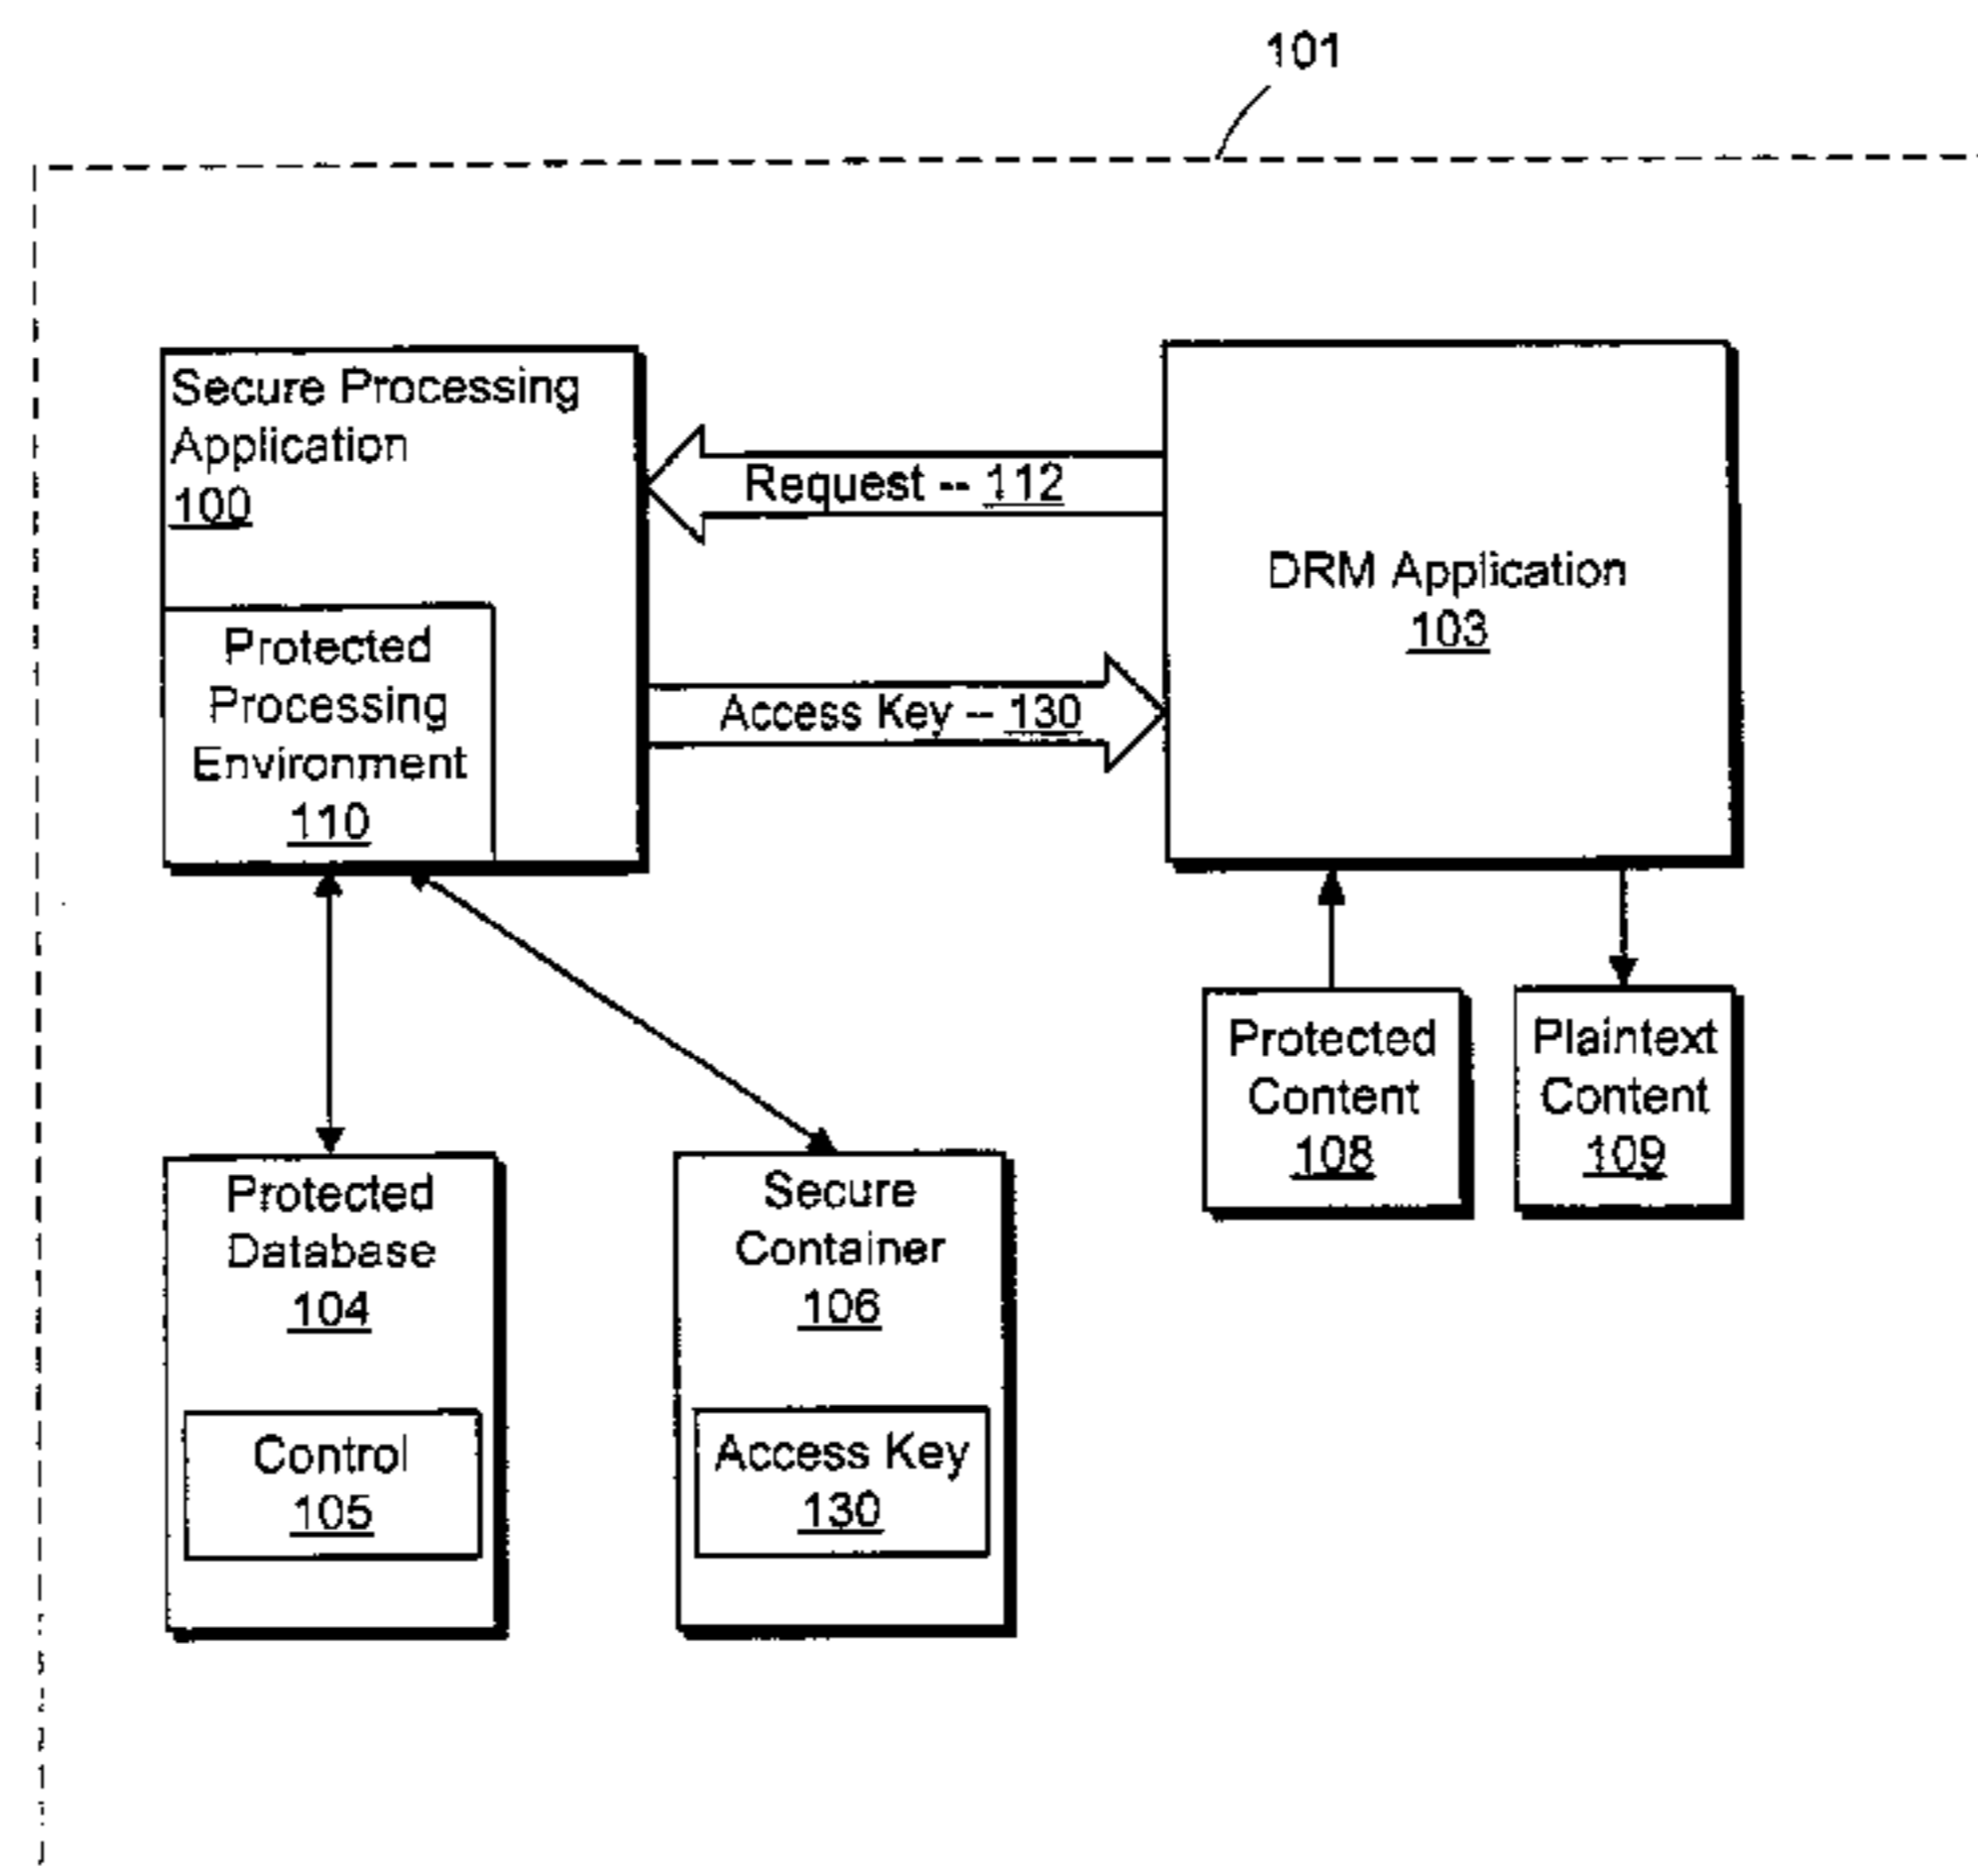 101
Secure Processing
Application
100
Request -- 112
DRM Application
103
Protected
Processing
Environment
110
Access Key -- 130
Protected
Content
108
Plaintext
Content
109
Protected
Database
104
Control
105
Secure
Container
106
Access Key
130